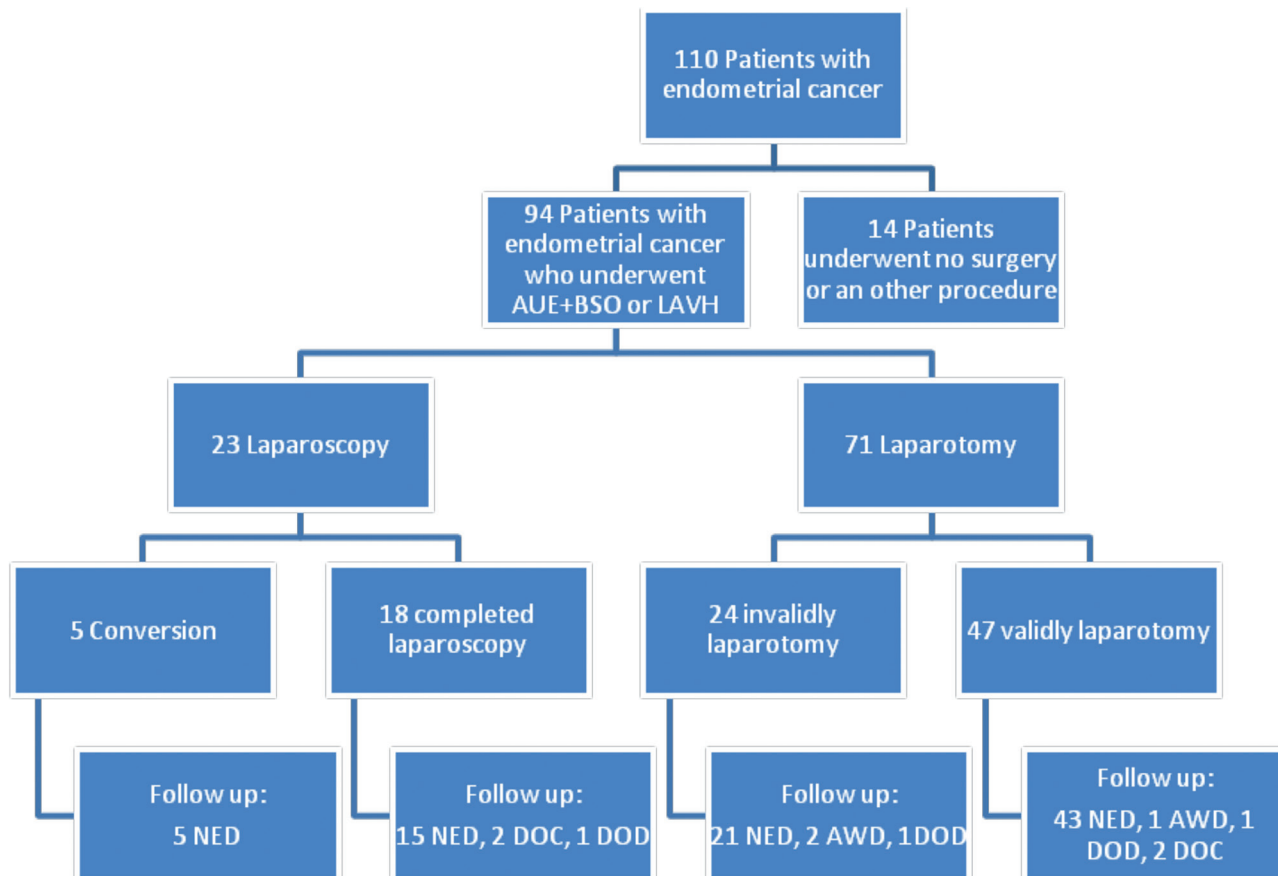 110 Patients with
endometrial cancer
94 Patients with
endometrial cancer
who underwent
AUE+BSO or LAVH
14 Patients
underwent no surgery
or an other procedure
23 Laparoscopy
71 Laparotomy
5 Conversion
18 completed
laparoscopy
24 invalidly
laparotomy
47 validly laparotomy
Follow up:
5 NED
Follow up:
15 NED, 2 DOC, 1 DOD
Follow up:
21 NED, 2 AWD, 1DOD
Follow up:
43 NED, 1 AWD, 1
DOD, 2 DOC